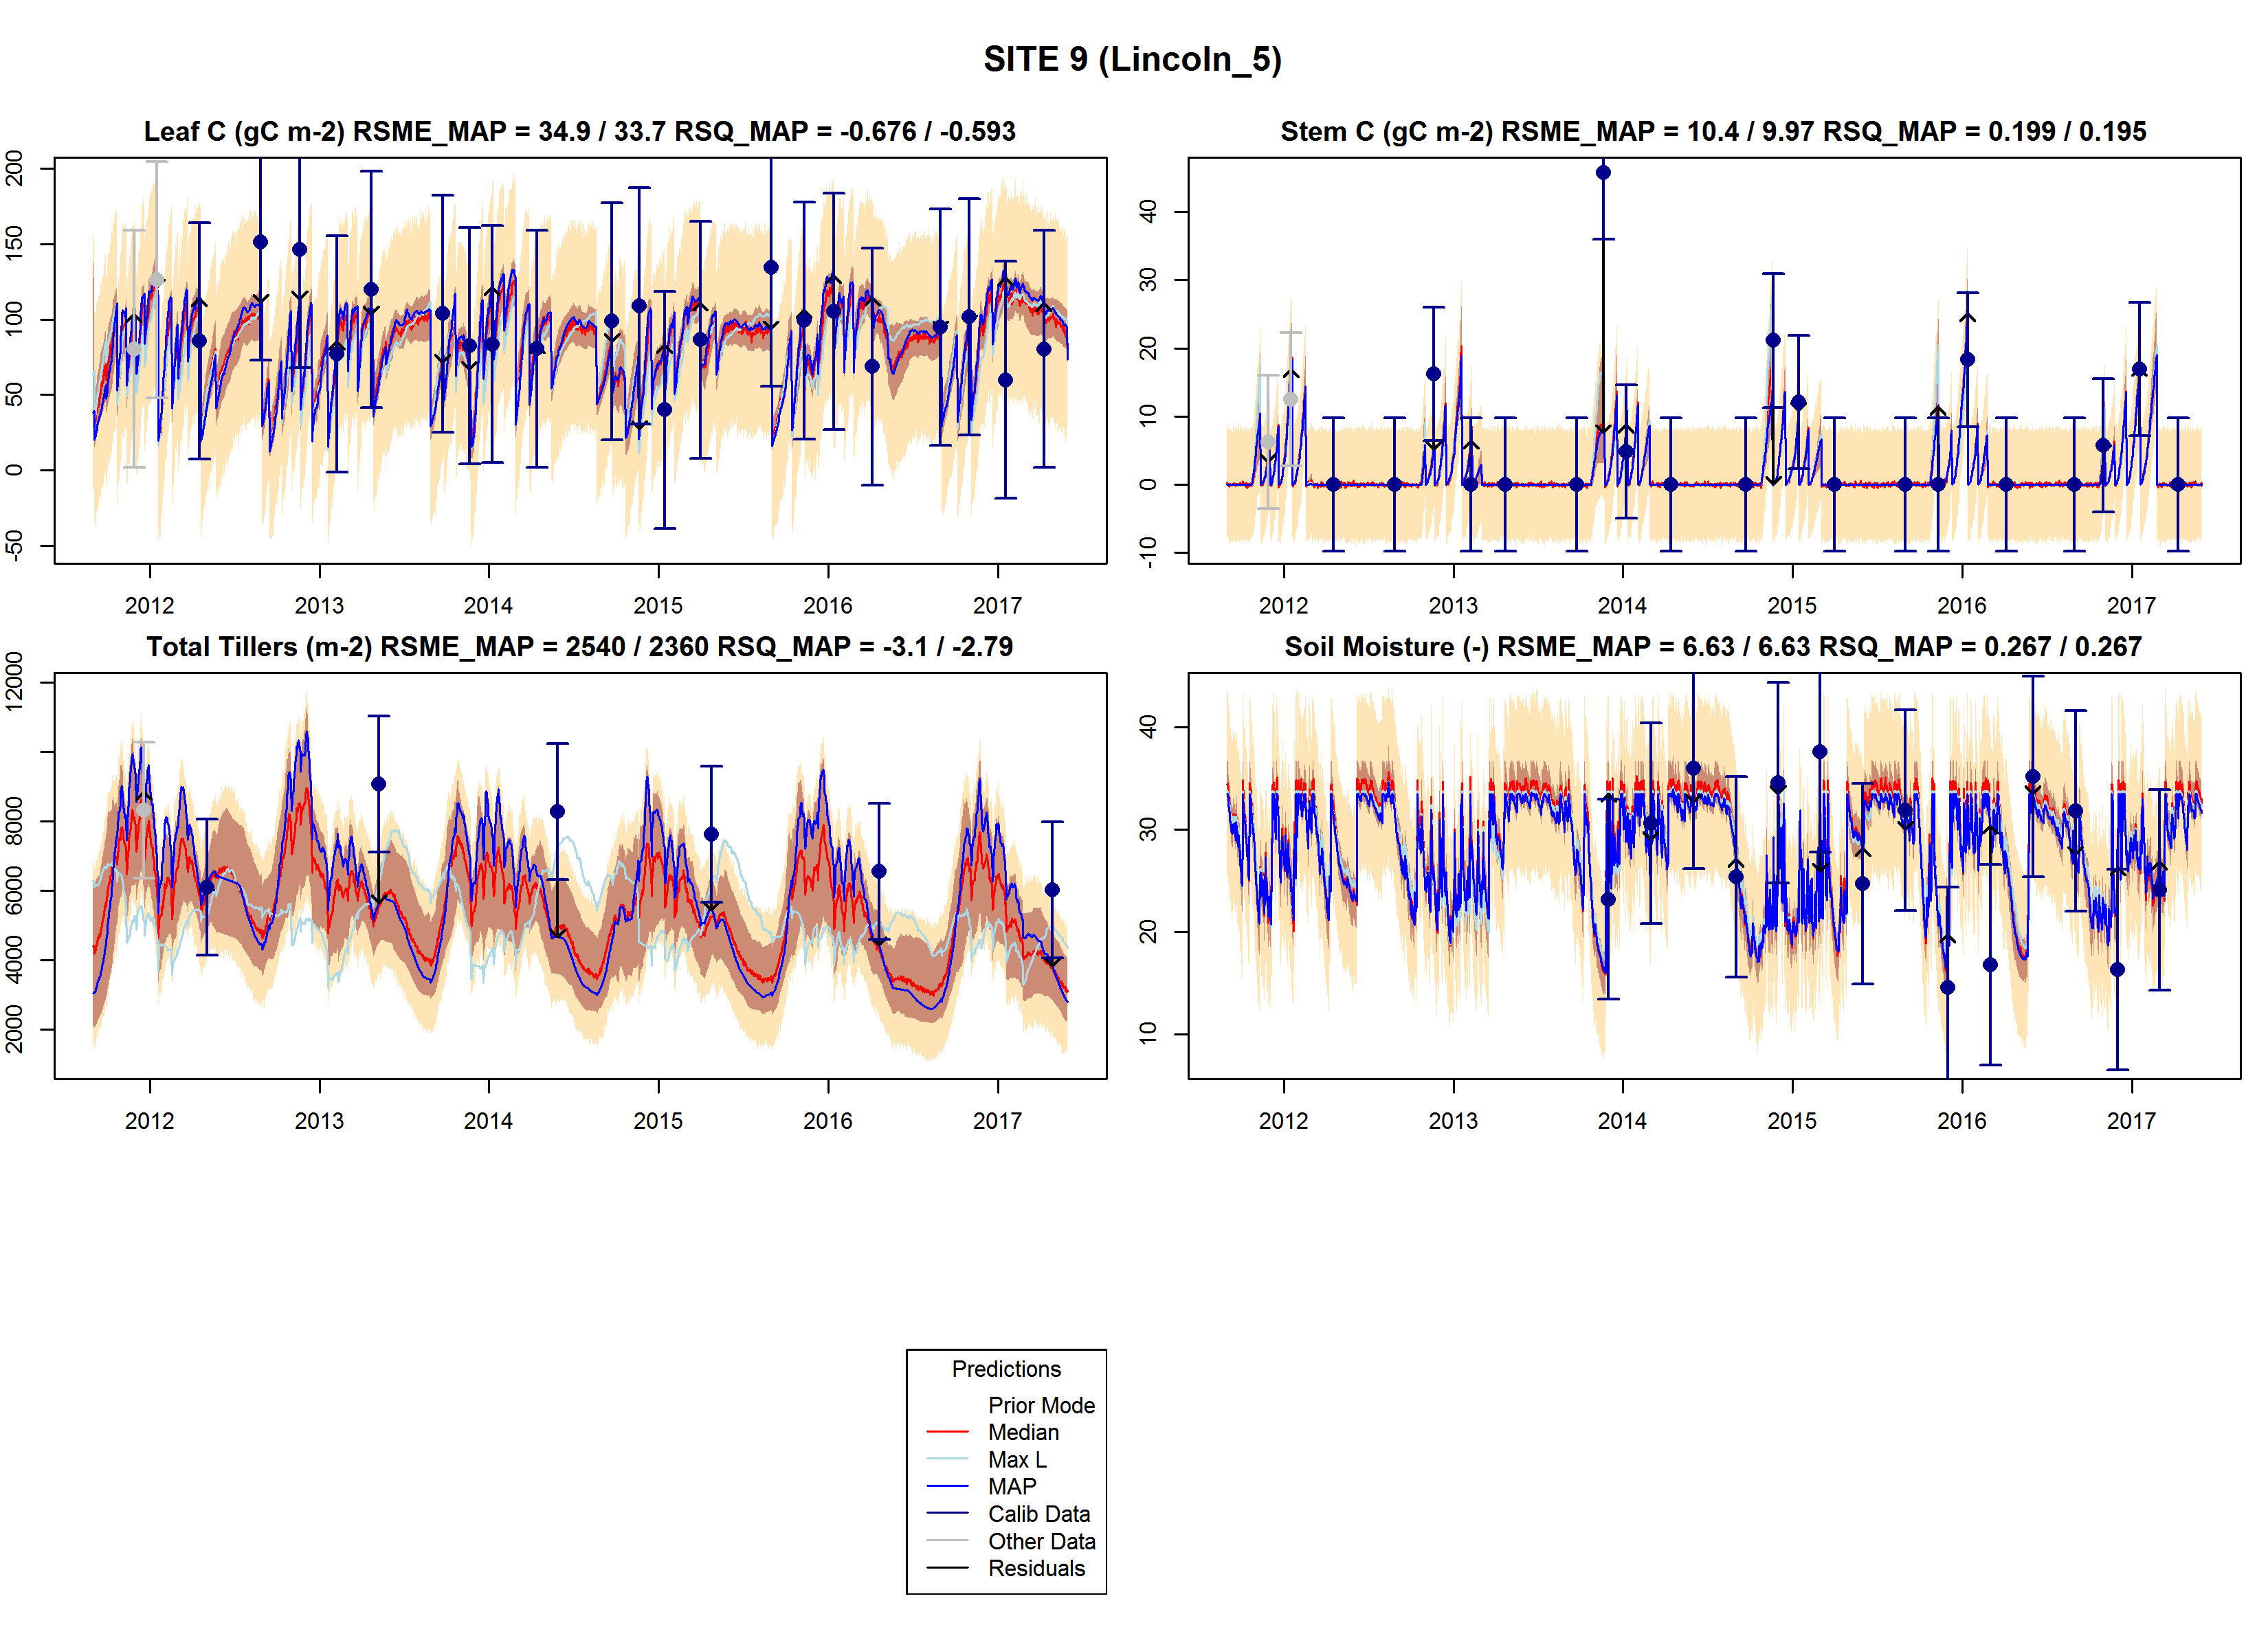 SITE 9 (Lincoln_5)
Leaf C (gC m-2) RSME_MAP = 34.9 / 33.7 RSQ_MAP = -0.676 / -0.593
200
150
100
50
0
-50
2012 2013 2014 2015 2016 2017
Stem C (gC m-2) RSME_MAP = 10.4 / 9.97 RSQ_MAP = 0.199 / 0.195
40
30
20
10
0
-10
2012 2013 2014 2015 2016 2017
Total Tillers (m-2) RSME_MAP = 2540 / 2360 RSQ_MAP = -3.1 / -2.79
12000
8000
6000
4000
2000
2012 2013 2014 2015 2016 2017
Soil Moisture (-) RSME_MAP = 6.63 / 6.63 RSQ_MAP = 0.267 / 0.267
40
30
20
10
2012 2013 2014 2015 2016 2017
Predictions
Prior Mode
Median
Max L
MAP
Calib Data
Other Data
Residuals